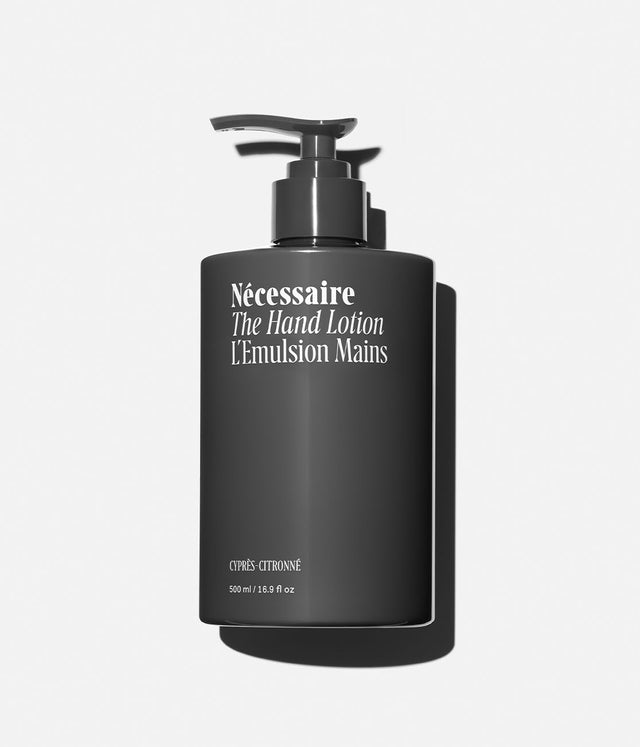 Nécessaire
The Hand Lotion
L'Emulsion Mains
CYPRÈS-CITRONNÉ
500 ml / 16.9 fl oz